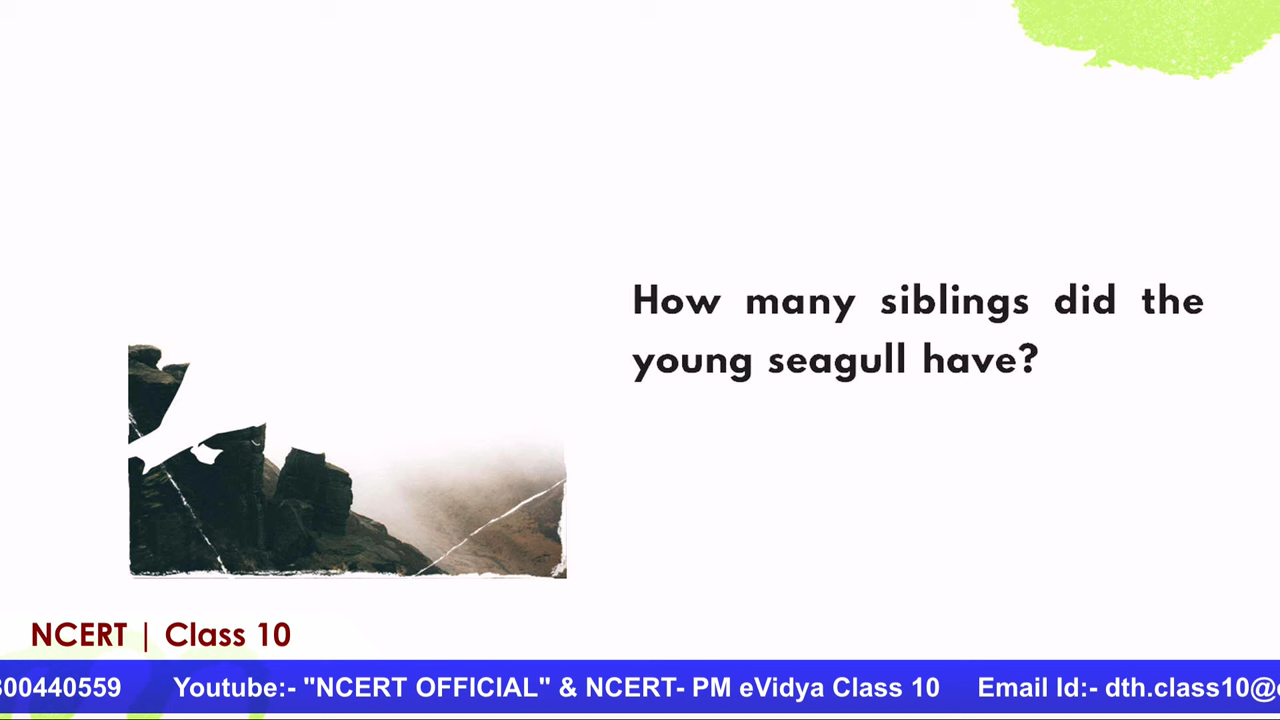 How many siblings did the
young seagull have?
NCERT | Class 10
300440559 Youtube:- "NCERT OFFICIAL" & NCERT- PM eVidya Class 10 Email Id:- dth.class10@